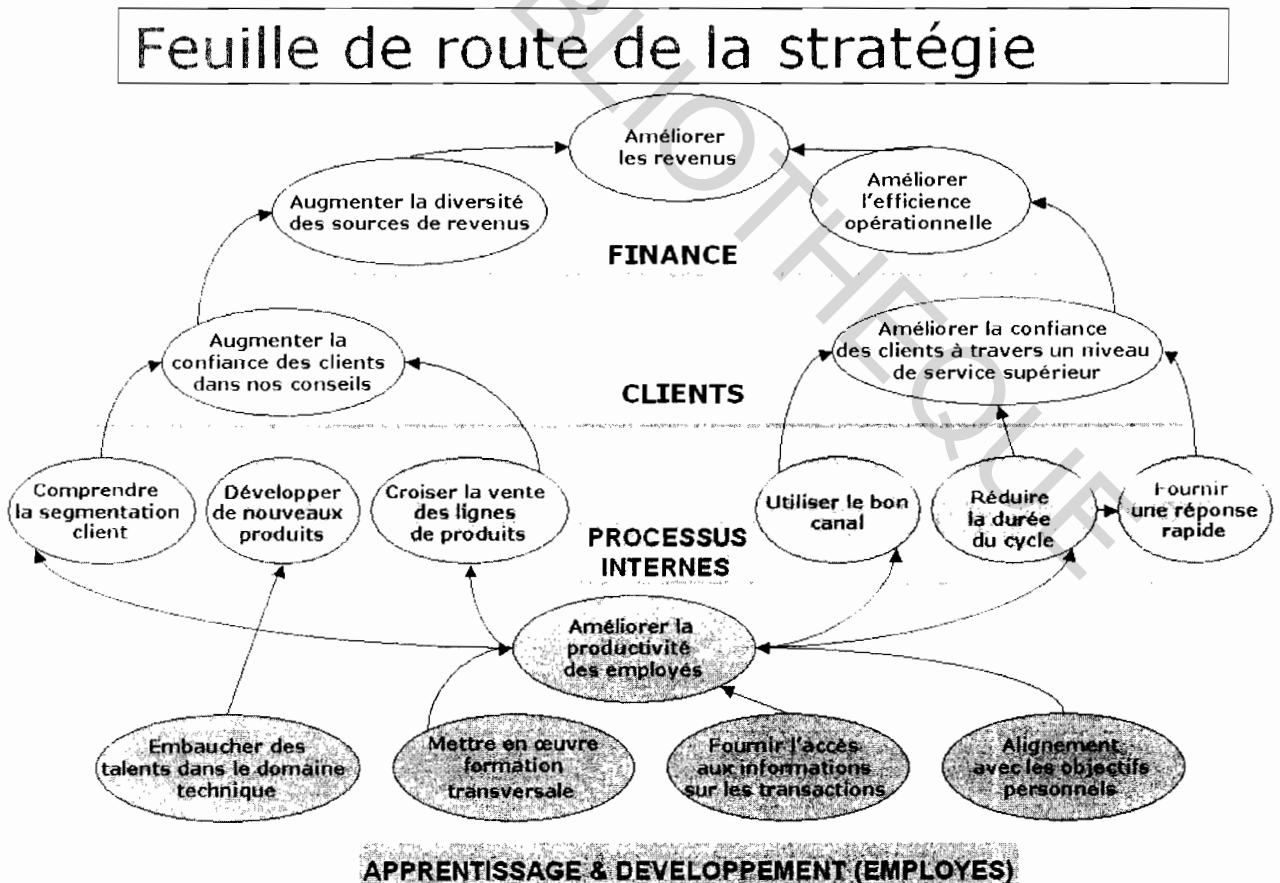 Feuille de route de la stratégie
Améliorer
les revenus
Augmenter la diversité
des sources de revenus
Améliorer
l'efficience
opérationnelle
FINANCE
Augmenter la
confiance des clients
dans nos conseils
Améliorer la confiance
des clients à travers un niveau
de service supérieur
CLIENTS
Comprendre
la segmentation
client
Développer
de nouveaux
produits
Croiser la vente
des lignes
de produits
Utiliser le bon
canal
Réduire
la durée
du cycle
Fournir
une réponse
rapide
PROCESSUS
INTERNES
Améliorer la
productivité
des employés
Embaucher des
talents dans le domaine
technique
Mettre en œuvre
formation
transversale
Fournir l'accès
aux informations
sur les transactions
Alignement
avec les objectifs
personnels
APPRENTISSAGE & DEVELOPPEMENT (EMPLOYES)
BLIOTHEQUE